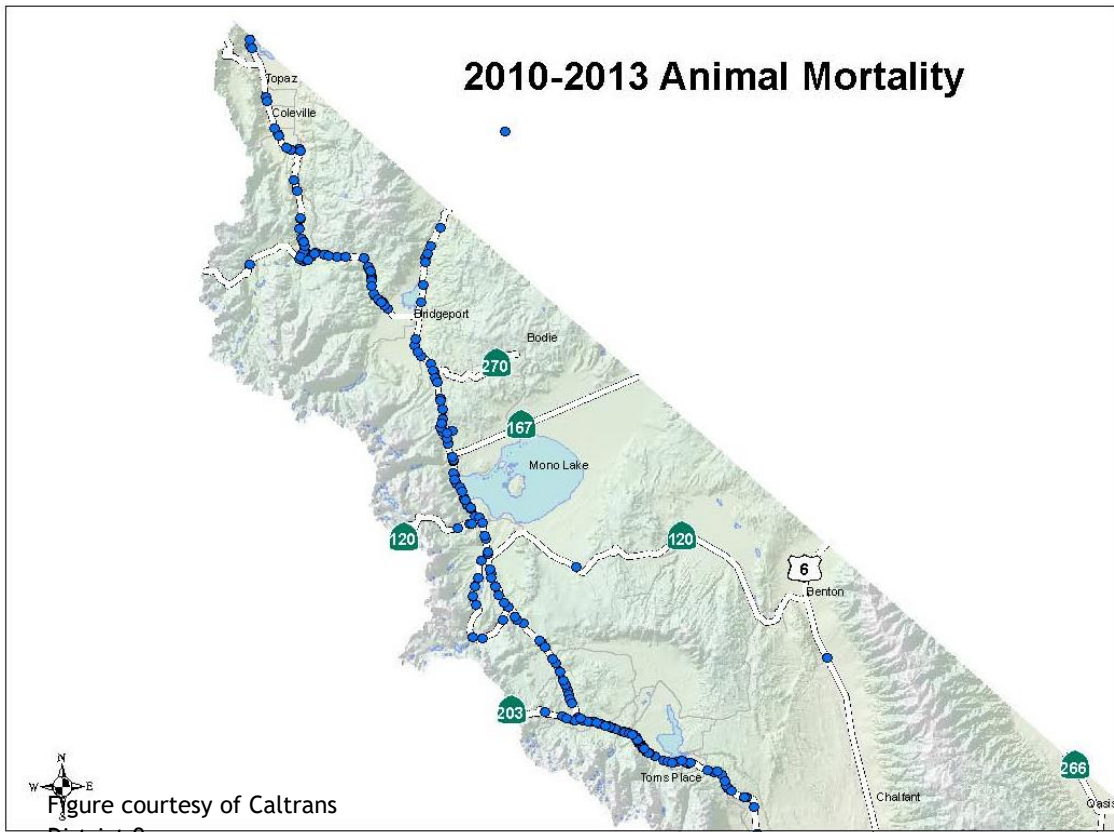 2010-2013 Animal Mortality
Topaz
Coleville
Bridgeport
Bodie
270
167
Mono Lake
120
120
6
Benton
203
Toms Place
Chalfant
266
Oasis
N
W
E
S
Figure courtesy of Caltrans